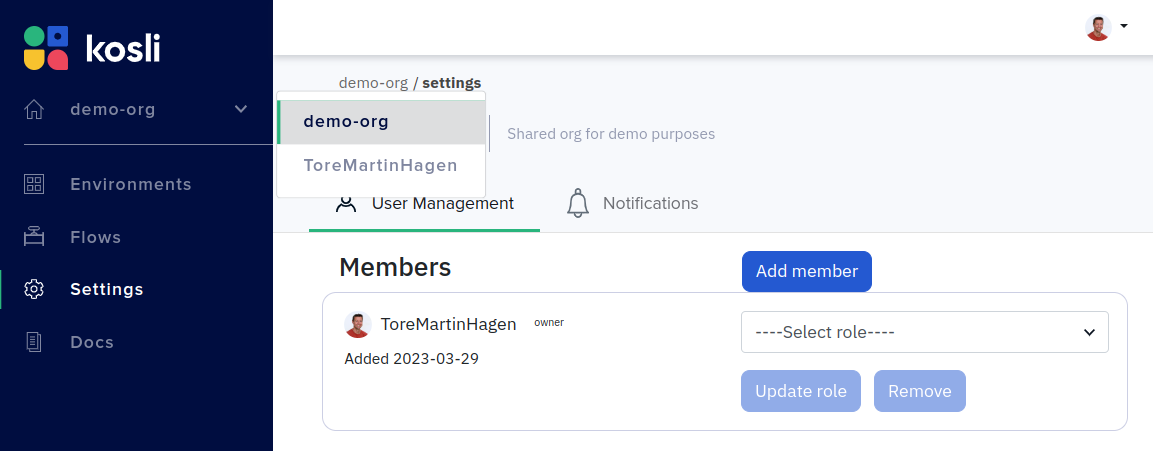 kosli
demo-org
Environments
Flows
Settings
Docs
demo-org / settings
demo-org
ToreMartinHagen
Shared org for demo purposes
User Management
Notifications
Members
Add member
ToreMartinHagen owner
Added 2023-03-29
----Select role----
Update role
Remove